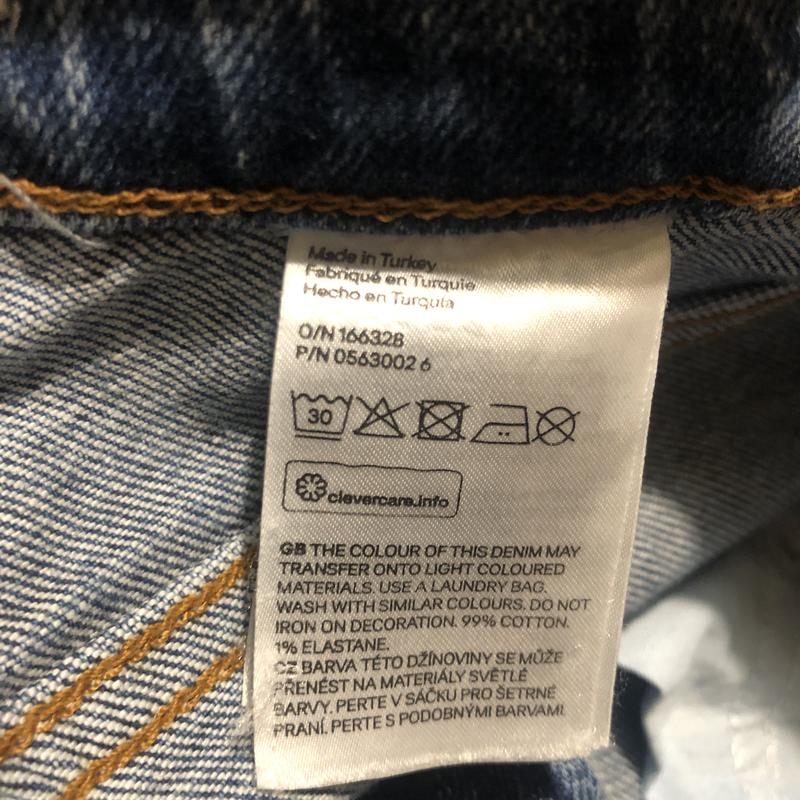 Made in Turkey
Fabriqué en Turquie
Hecho en Turquía
O/N 166328
P/N 0563002 6
30
clevercare.info
GB THE COLOUR OF THIS DENIM MAY
TRANSFER ONTO LIGHT COLOURED
MATERIALS. USE A LAUNDRY BAG.
WASH WITH SIMILAR COLOURS. DO NOT
IRON ON DECORATION. 99% COTTON.
1% ELASTANE.
CZ BARVA TÉTO DŽÍNOVINY SE MŮŽE
PŘENÉST NA MATERIÁLY SVĚTLÉ
BARVY. PERTE V SÁČKU PRO ŠETRNÉ
PRANÍ. PERTE S PODOBNÝMI BARVAMI.